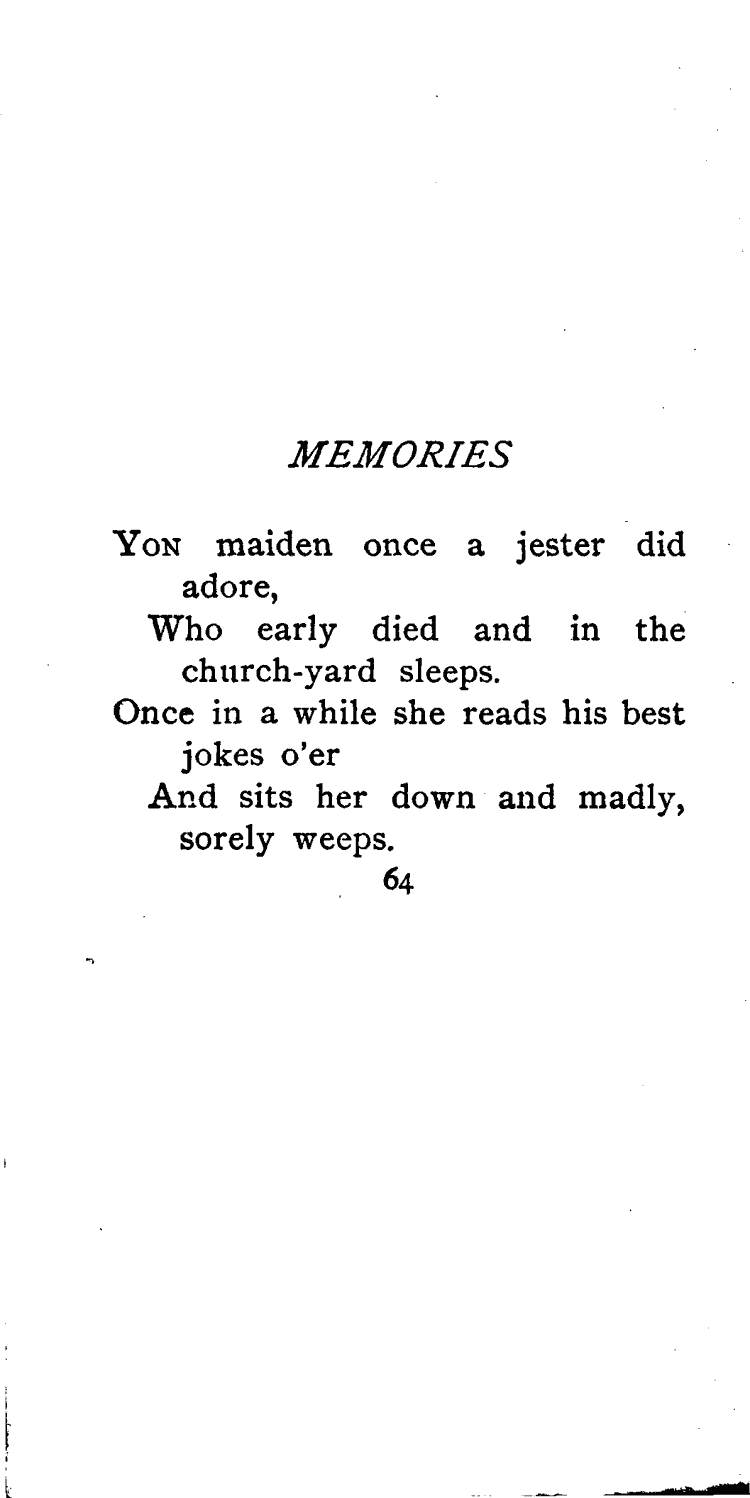 MEMORIES
YON maiden once a jester did
adore,
Who early died and in the
church-yard sleeps.
Once in a while she reads his best
jokes o'er
And sits her down and madly,
sorely weeps.
64